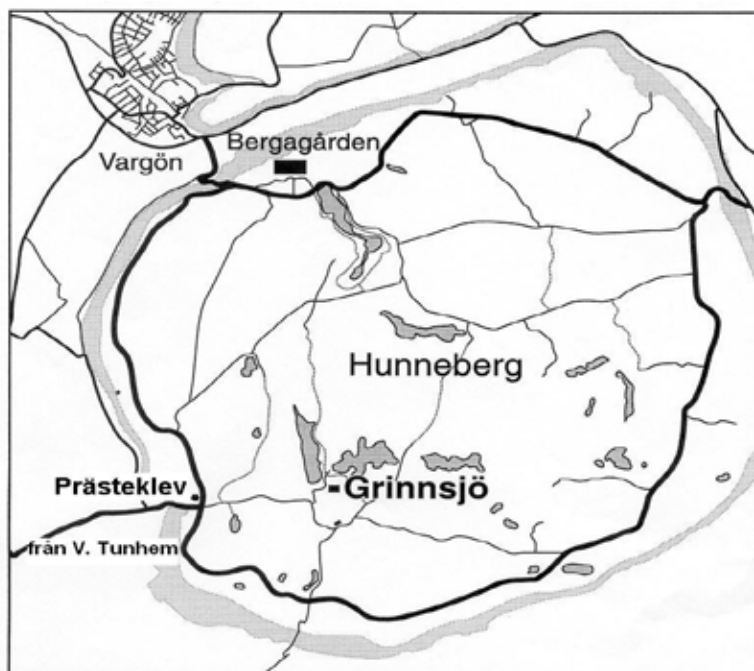 Bergagården
Vargön
Hunneberg
Prästeklev
Grinnsjö
från V. Tunhem